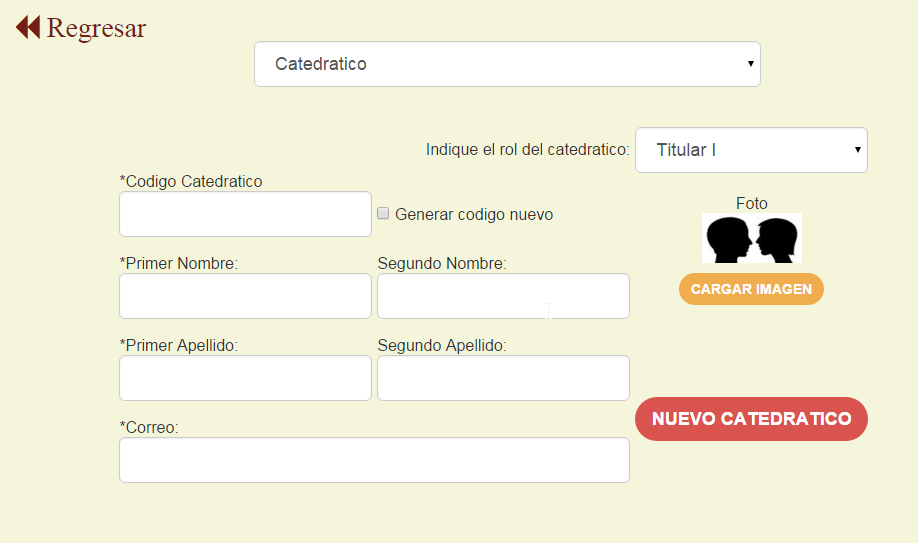 Regresar
Catedratico
Indique el rol del catedratico: Titular I
*Codigo Catedratico
Generar codigo nuevo
Foto
*Primer Nombre: Segundo Nombre:
CARGAR IMAGEN
*Primer Apellido: Segundo Apellido:
NUEVO CATEDRATICO
*Correo: